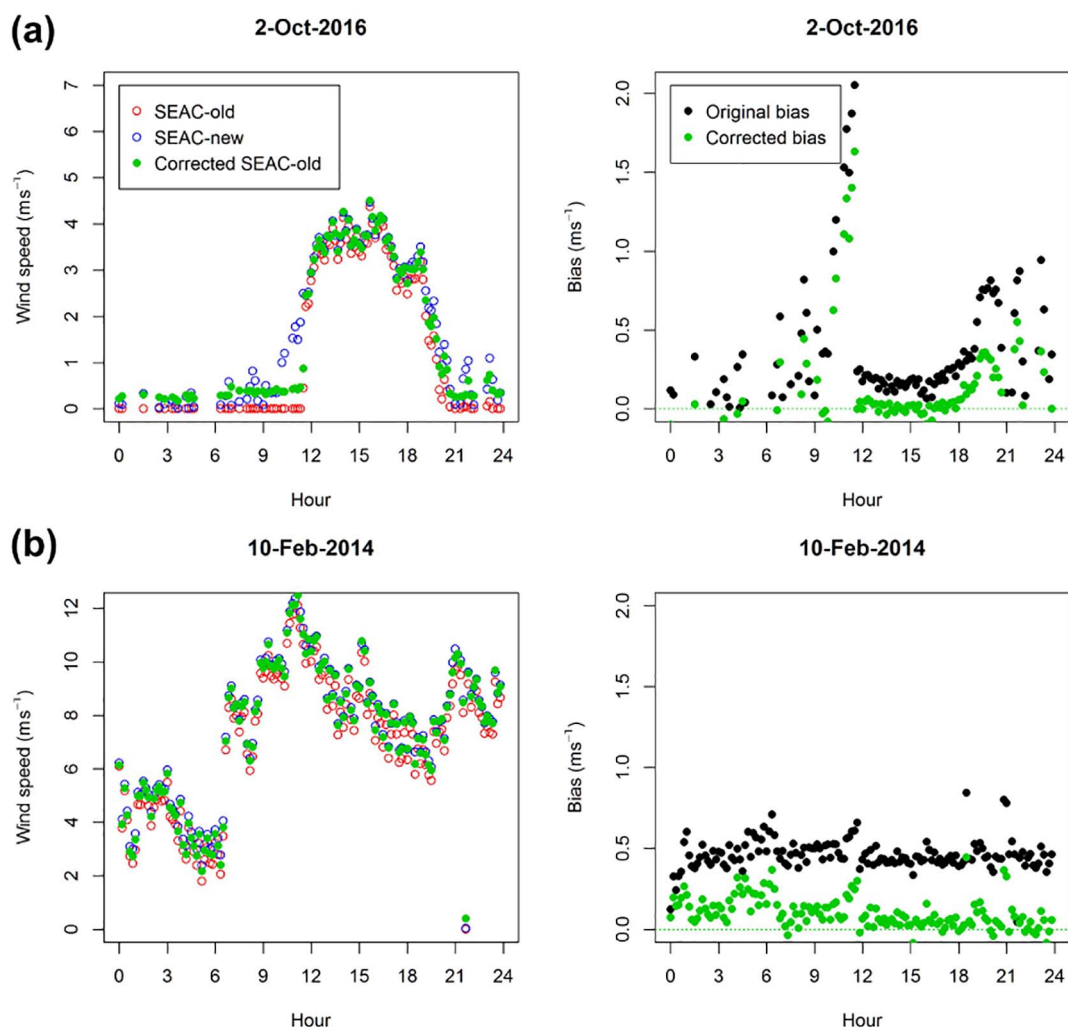 (a)
2-Oct-2016
2-Oct-2016
Wind speed (ms⁻¹)
7
6
5
4
3
2
1
0
SEAC-old
SEAC-new
Corrected SEAC-old
0 3 6 9 12 15 18 21 24
Hour
Bias (ms⁻¹)
2.0
1.5
1.0
0.5
0.0
Original bias
Corrected bias
0 3 6 9 12 15 18 21 24
Hour
(b)
10-Feb-2014
10-Feb-2014
Wind speed (ms⁻¹)
12
10
8
6
4
2
0
0 3 6 9 12 15 18 21 24
Hour
Bias (ms⁻¹)
2.0
1.5
1.0
0.5
0.0
0 3 6 9 12 15 18 21 24
Hour